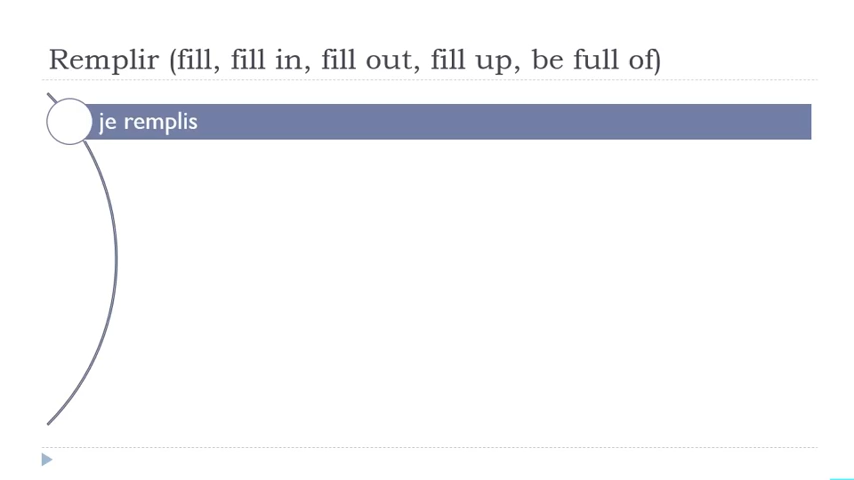 Remplir (fill, fill in, fill out, fill up, be full of)
je remplis